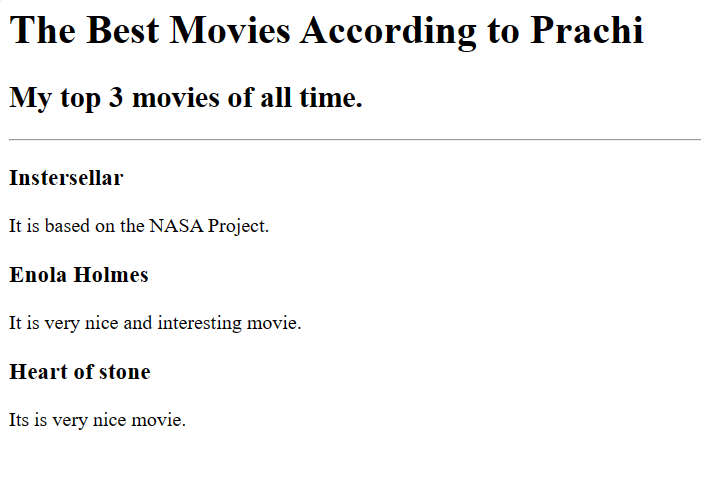 The Best Movies According to Prachi
My top 3 movies of all time.
Instersellar
It is based on the NASA Project.
Enola Holmes
It is very nice and interesting movie.
Heart of stone
Its is very nice movie.